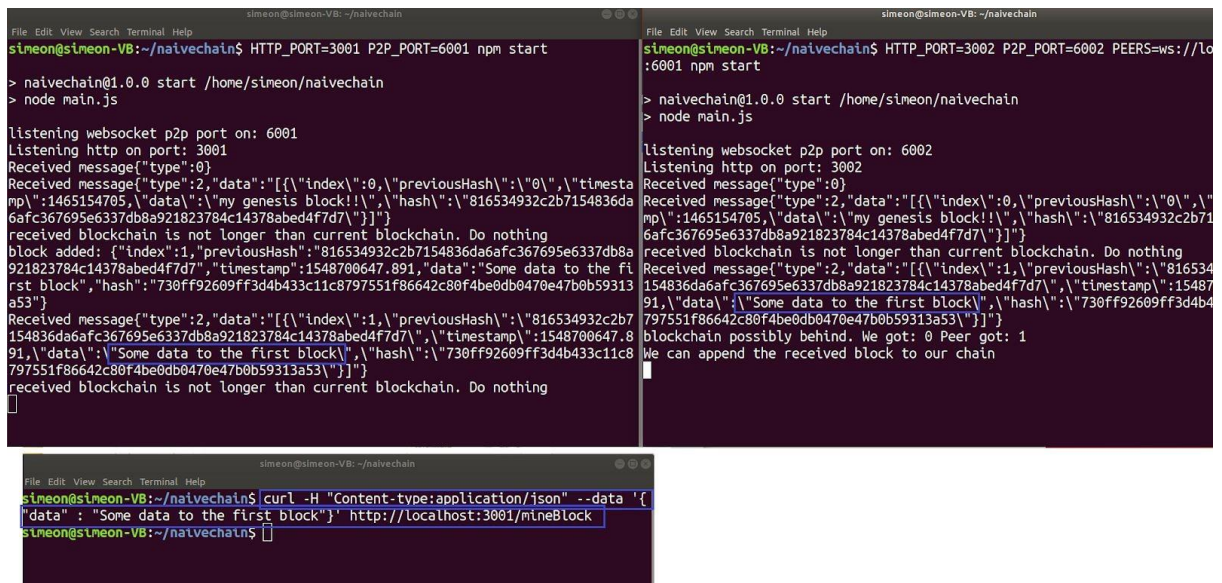 simeon@simeon-VB: ~/naivechain
File Edit View Search Terminal Help
simeon@simeon-VB:~/naivechain$ HTTP_PORT=3001 P2P_PORT=6001 npm start
> naivechain@1.0.0 start /home/simeon/naivechain
> node main.js
listening websocket p2p port on: 6001
Listening http on port: 3001
Received message{"type":0}
Received message{"type":2,"data":"[{\"index\":0,\"previousHash\":\"0\",\"timesta
mp\":1465154705,\"data\":\"my genesis block!!\",\"hash\":\"816534932c2b7154836da
6afc367695e6337db8a921823784c14378abed4f7d7\"}]"}
received blockchain is not longer than current blockchain. Do nothing
block added: {"index":1,"previousHash":"816534932c2b7154836da6afc367695e6337db8a
921823784c14378abed4f7d7","timestamp":1548700647.891,"data":"Some data to the fi
rst block","hash":"730ff92609ff3d4b433c11c8797551f86642c80f4be0db0470e47b0b59313
a53"}
Received message{"type":2,"data":"[{\"index\":1,\"previousHash\":\"816534932c2b7
154836da6afc367695e6337db8a921823784c14378abed4f7d7\",\"timestamp\":1548700647.8
91,\"data\":\"Some data to the first block\",\"hash\":\"730ff92609ff3d4b433c11c8
797551f86642c80f4be0db0470e47b0b59313a53\"}]"}
received blockchain is not longer than current blockchain. Do nothing
simeon@simeon-VB: ~/naivechain
File Edit View Search Terminal Help
simeon@simeon-VB:~/naivechain$ HTTP_PORT=3002 P2P_PORT=6002 PEERS=ws://lo
:6001 npm start
> naivechain@1.0.0 start /home/simeon/naivechain
> node main.js
listening websocket p2p port on: 6002
Listening http on port: 3002
Received message{"type":0}
Received message{"type":2,"data":"[{\"index\":0,\"previousHash\":\"0\",\"
mp\":1465154705,\"data\":\"my genesis block!!\",\"hash\":\"816534932c2b71
6afc367695e6337db8a921823784c14378abed4f7d7\"}]"}
received blockchain is not longer than current blockchain. Do nothing
Received message{"type":2,"data":"[{\"index\":1,\"previousHash\":\"816534
154836da6afc367695e6337db8a921823784c14378abed4f7d7\",\"timestamp\":15487
91,\"data\":\"Some data to the first block\",\"hash\":\"730ff92609ff3d4b4
797551f86642c80f4be0db0470e47b0b59313a53\"}]"}
blockchain possibly behind. We got: 0 Peer got: 1
We can append the received block to our chain
simeon@simeon-VB: ~/naivechain
File Edit View Search Terminal Help
simeon@simeon-VB:~/naivechain$ curl -H "Content-type:application/json" --data '{
"data" : "Some data to the first block"}' http://localhost:3001/mineBlock
simeon@simeon-VB:~/naivechain$